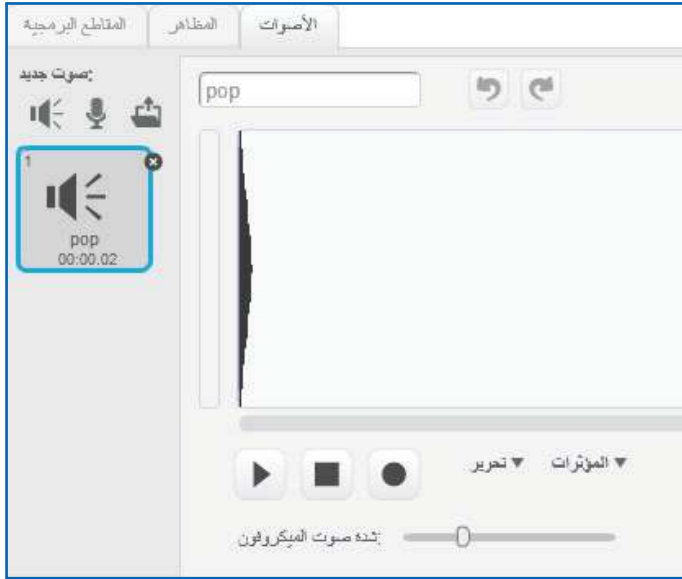 الأصوات
المظاهر
المقاطع البرمجية
صوت جديد:
pop
1
pop
00:00.02
تحرير
المؤثرات
شدة صوت الميكروفون: